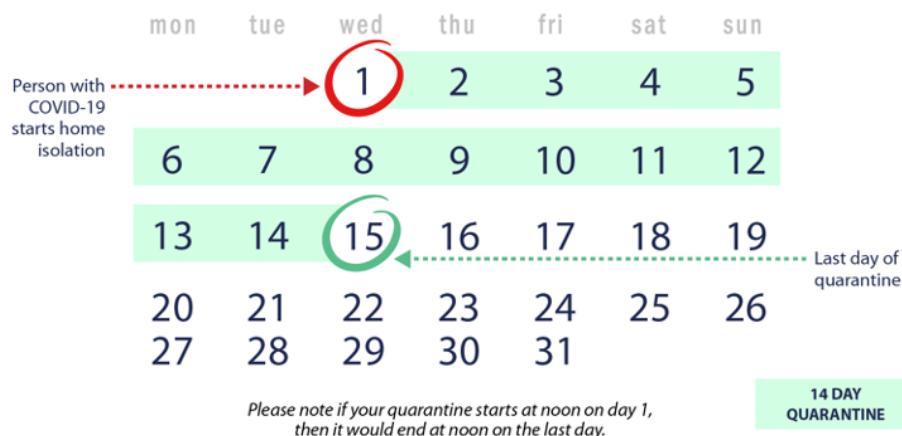 mon tue wed thu fri sat sun
Person with
COVID-19
starts home
isolation
1 2 3 4 5
6 7 8 9 10 11 12
13 14 15 16 17 18 19
Last day of
quarantine
20 21 22 23 24 25 26
27 28 29 30 31
14 DAY
QUARANTINE
Please note if your quarantine starts at noon on day 1,
then it would end at noon on the last day.